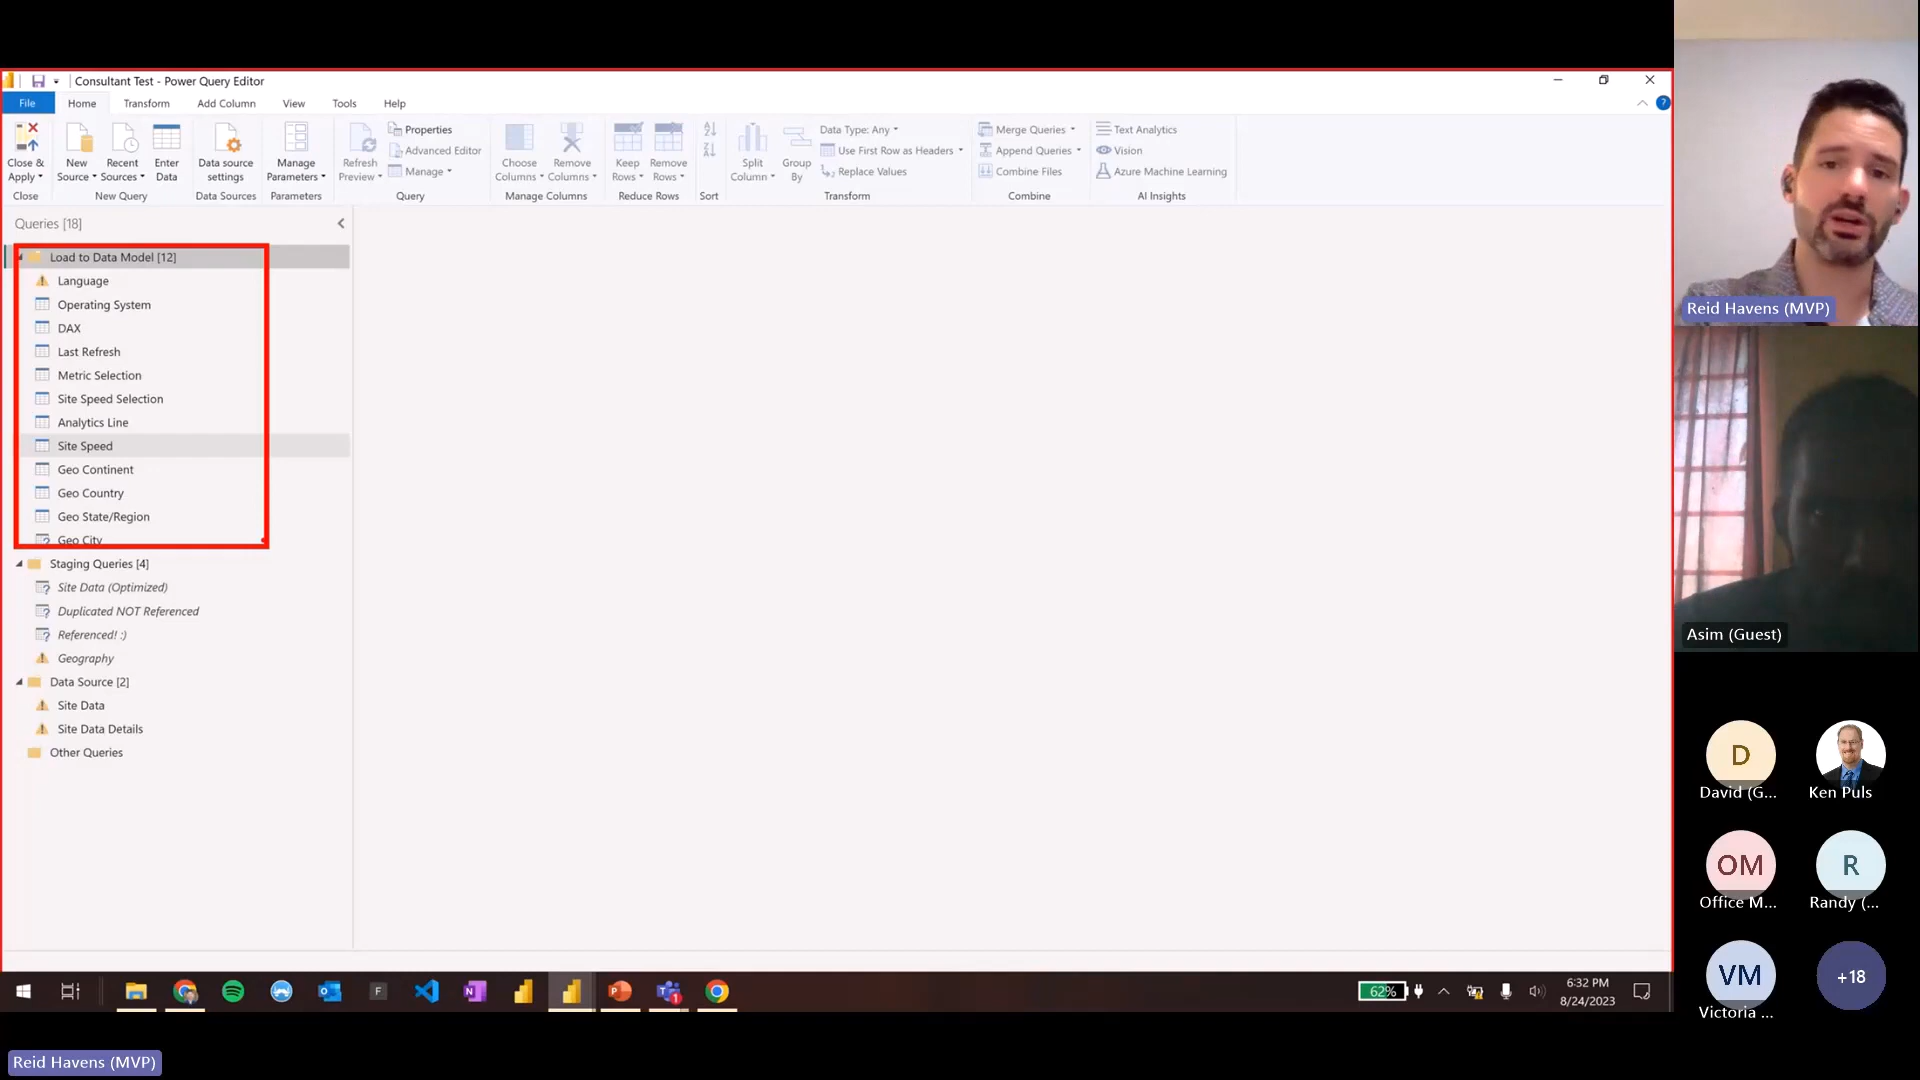 Consultant Test - Power Query Editor
File Home Transform Add Column View Tools Help
Close & Apply
New Source
Recent Sources
Enter Data
Data source settings
Manage Parameters
Refresh Preview
Properties
Advanced Editor
Manage
Choose Columns
Remove Columns
Keep Rows
Remove Rows
Split Column
Group By
Data Type: Any
Use First Row as Headers
Replace Values
Merge Queries
Append Queries
Combine Files
Text Analytics
Vision
Azure Machine Learning
Close New Query Data Sources Parameters Query Manage Columns Reduce Rows Sort Transform Combine AI Insights
Queries [18]
Load to Data Model [12]
Language
Operating System
DAX
Last Refresh
Metric Selection
Site Speed Selection
Analytics Line
Site Speed
Geo Continent
Geo Country
Geo State/Region
Geo City
Staging Queries [4]
Site Data (Optimized)
Duplicated NOT Referenced
Referenced! :)
Geography
Data Source [2]
Site Data
Site Data Details
Other Queries
62%
6:32 PM
8/24/2023
Reid Havens (MVP)
Asim (Guest)
D
David (G...
Ken Puls
OM
Office M...
R
Randy (...
VM
Victoria ...
+18
Reid Havens (MVP)